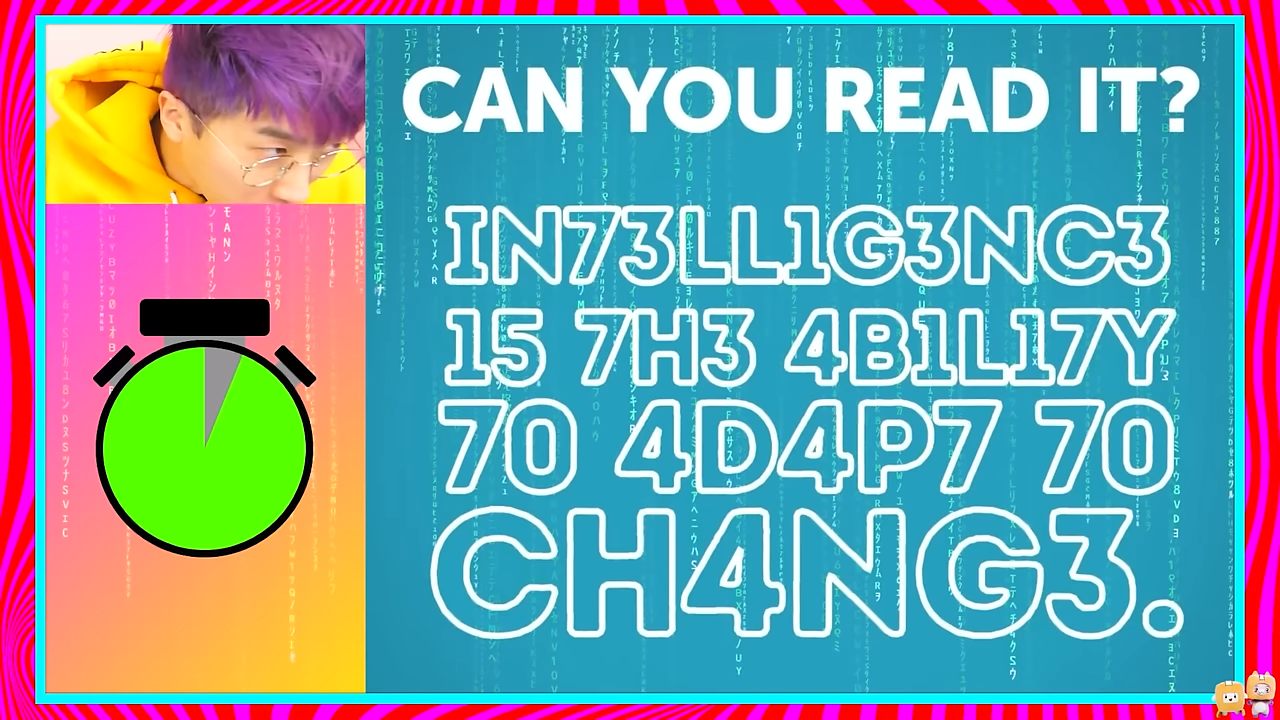 CAN YOU READ IT?
IN73LL1G3NC3
15 7H3 4B1L17Y
70 4D4P7 70
CH4NG3.